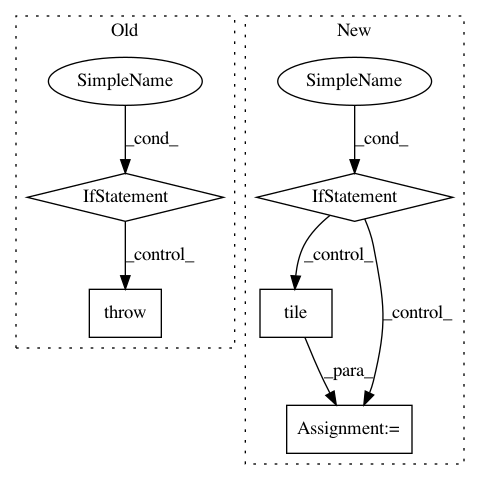 Old
New
SimpleName
SimpleName
_cond_
_cond_
IfStatement
IfStatement
_control_
_control_
_control_
throw
tile
_para_
Assignment:=